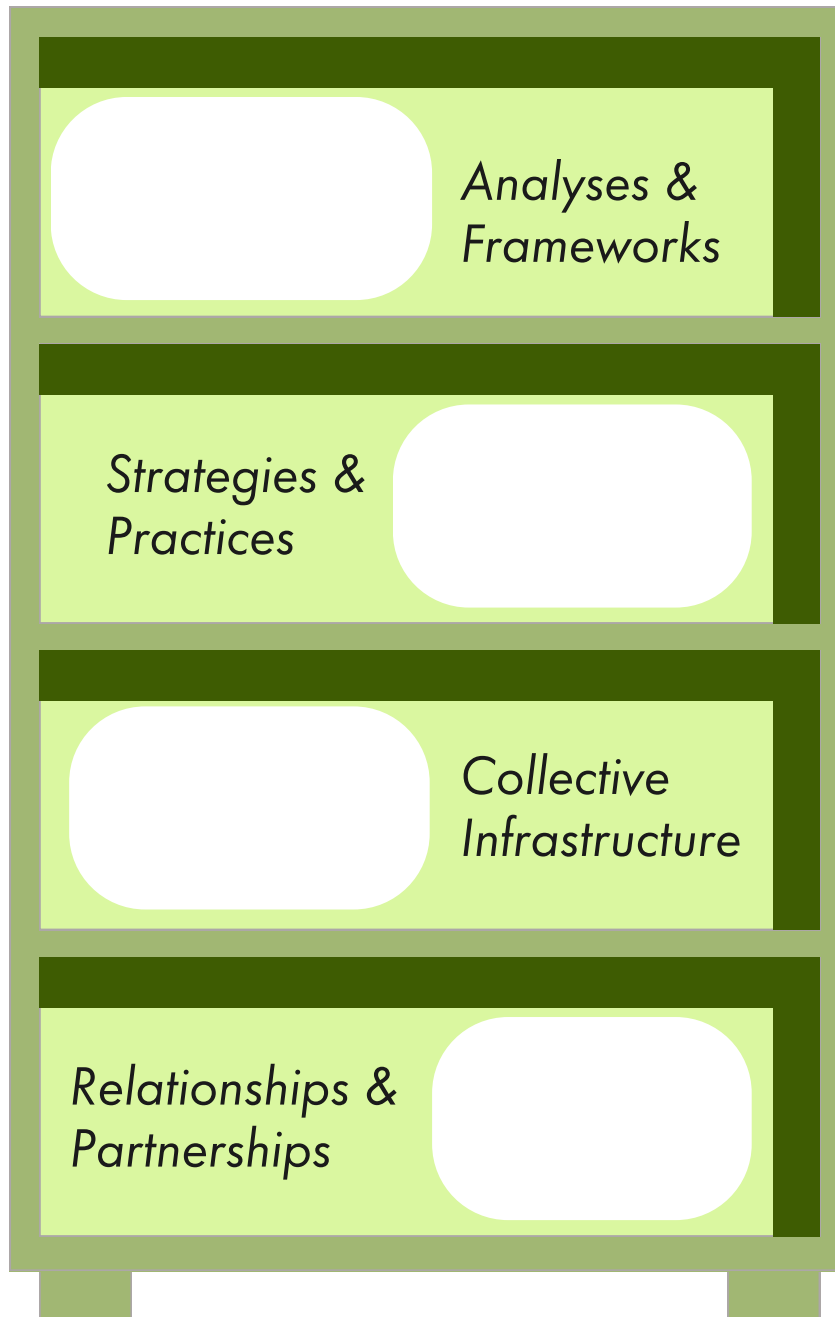 Analyses &
Frameworks
Strategies &
Practices
Collective
Infrastructure
Relationships &
Partnerships